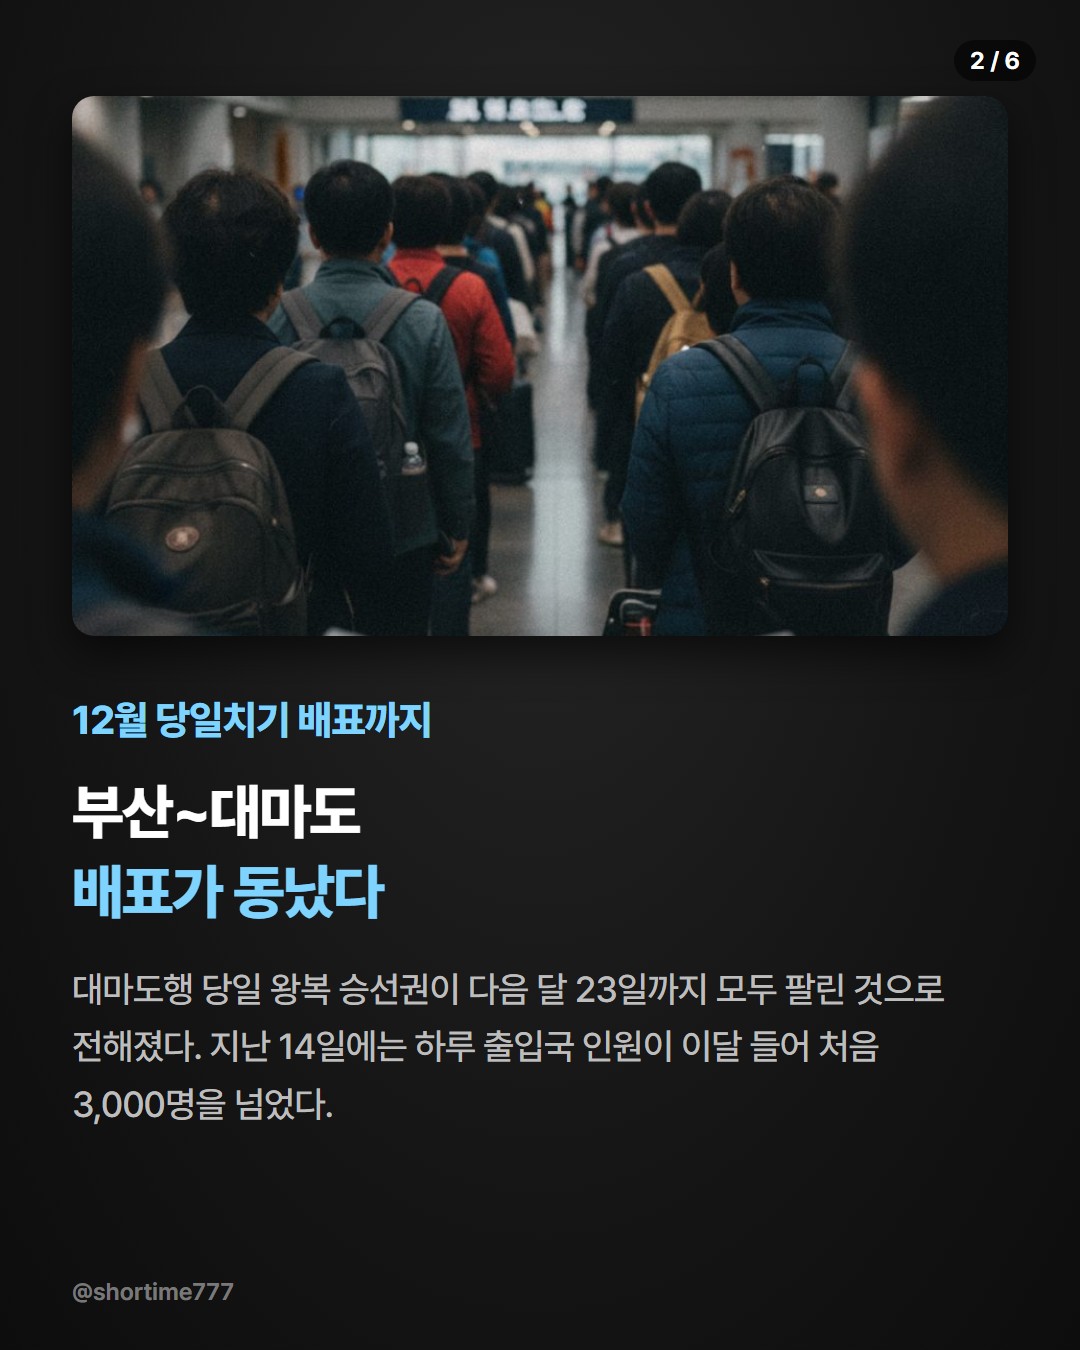 2 / 6
12월 당일치기 배표까지
부산~대마도
배표가 동났다
대마도행 당일 왕복 승선권이 다음 달 23일까지 모두 팔린 것으로
전해졌다. 지난 14일에는 하루 출입국 인원이 이달 들어 처음
3,000명을 넘었다.
@shortime777